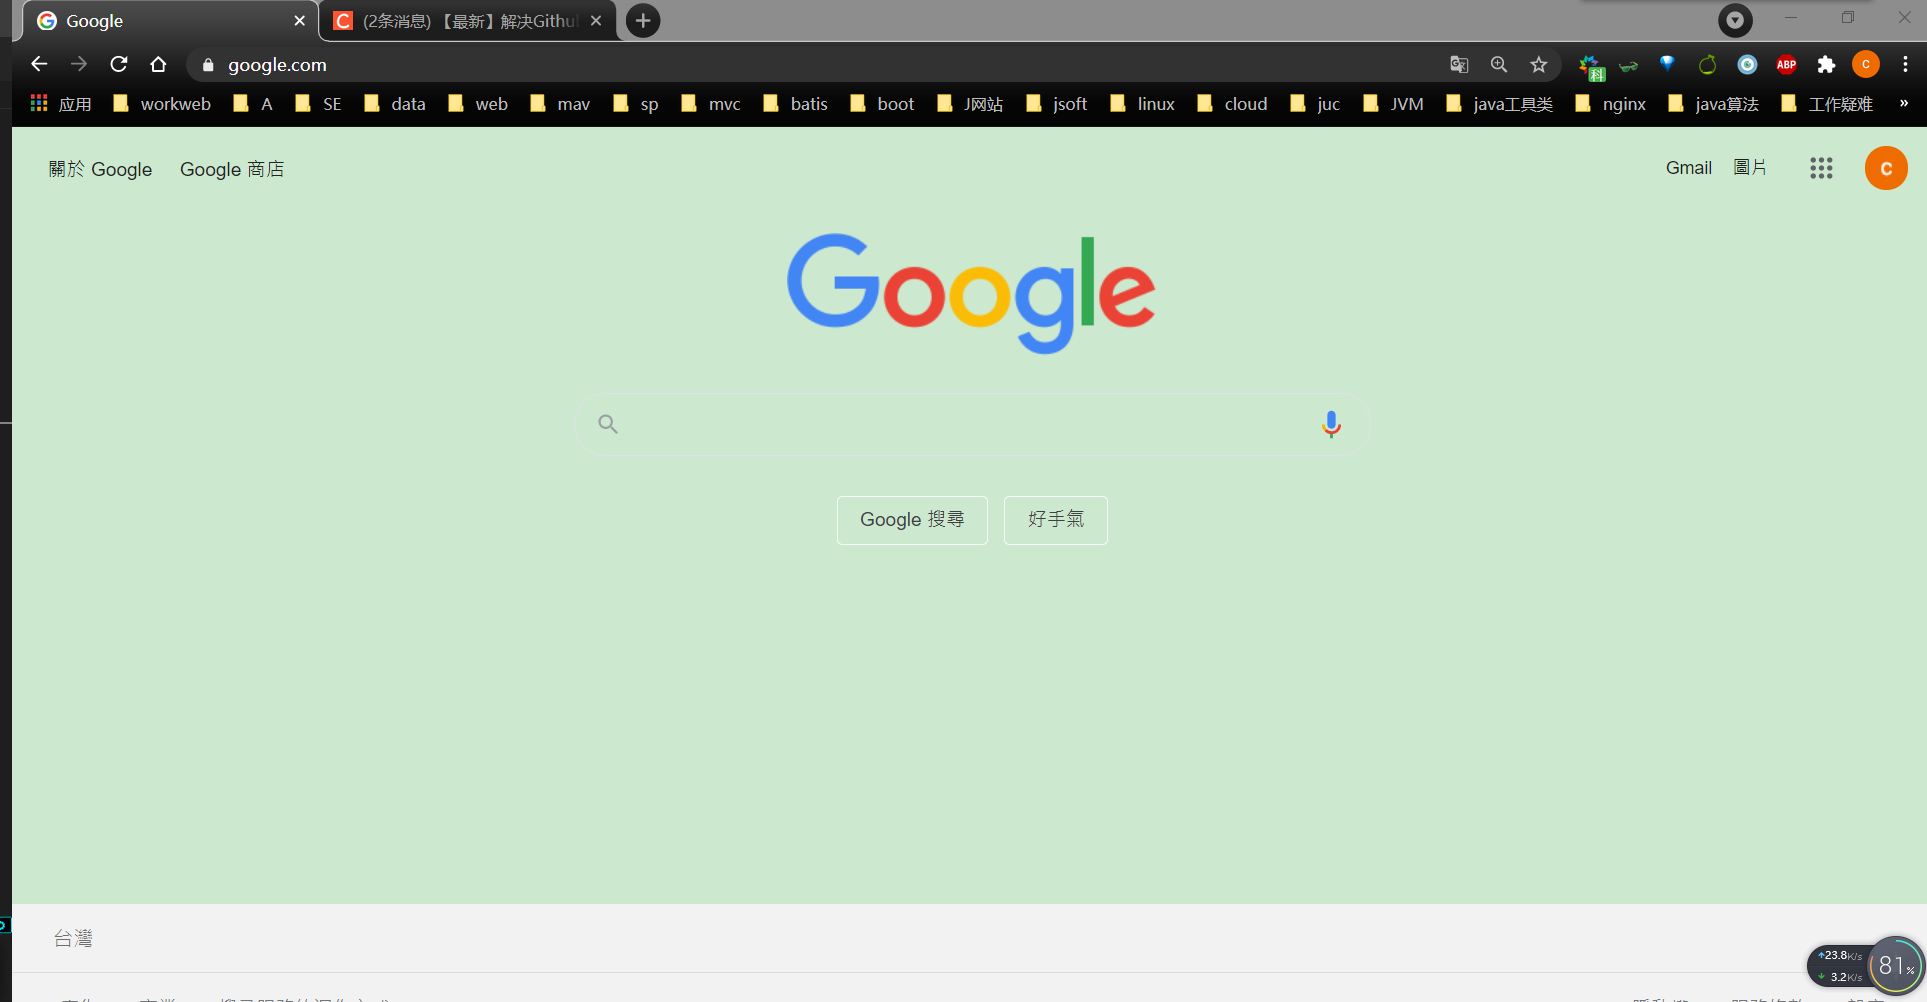 Google
(2条消息) 【最新】解决Githu
google.com
科
ABP
C
应用 workweb A SE data web mav sp mvc batis boot J网站 jsoft linux cloud juc JVM java工具类 nginx java算法 工作疑难 »
關於 Google Google 商店 Gmail 圖片 C
Google
Google 搜尋 好手氣
台灣
23.8K/s
3.2K/s
81%